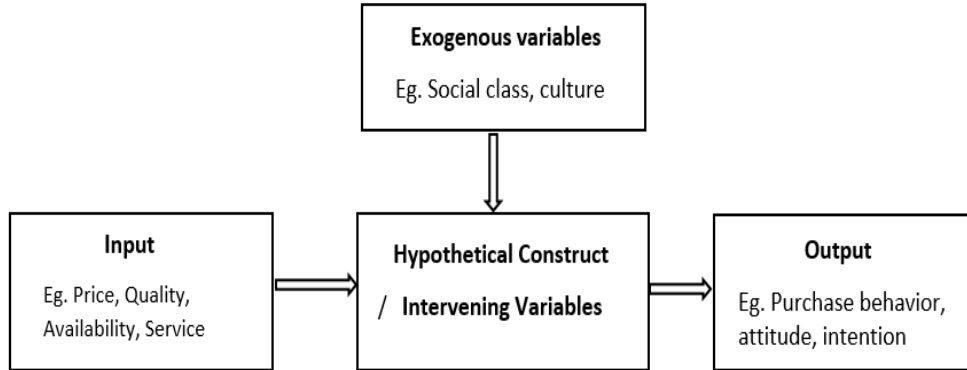 Exogenous variables
Eg. Social class, culture
Input
Eg. Price, Quality,
Availability, Service
Hypothetical Construct
/ Intervening Variables
Output
Eg. Purchase behavior,
attitude, intention